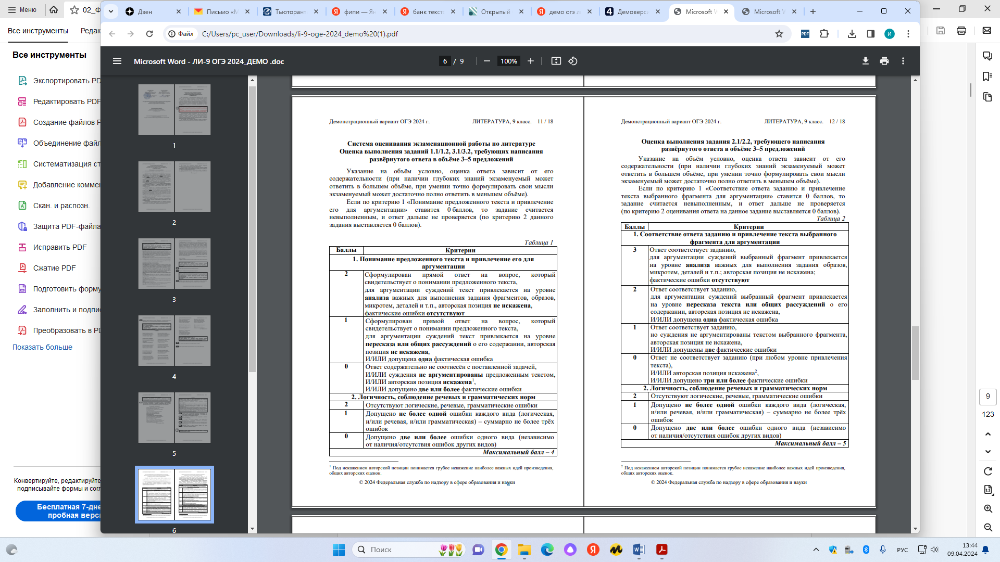 Меню
02_Ф
Дзен
Письмо «М
Тьюторант
фипи — Ян
банк текст
Открытый
демо огэ л
Демоверс
Microsoft W
Microsoft W
Все инструменты
Редак
Файл
C:/Users/pc_user/Downloads/li-9-oge-2024_demo%20(1).pdf
PDF
И
Microsoft Word - ЛИ-9 ОГЭ 2024_ДЕМО .doc
6 / 9
100%
Все инструменты
Экспортировать PD
Редактировать PDF
Создание файлов P
Объединение файл
Систематизация ст
Добавление коммен
Скан. и распозн.
Защита PDF-файла
Исправить PDF
Сжатие PDF
Подготовить форму
Заполнить и подпис
Преобразовать в PD
Показать больше
Конвертируйте, редактируйте
подписывайте формы и согл
Бесплатная 7-дне
пробная верс
1
2
3
4
5
6
Демонстрационный вариант ОГЭ 2024 г. ЛИТЕРАТУРА, 9 класс. 11 / 18
Система оценивания экзаменационной работы по литературе
Оценка выполнения заданий 1.1/1.2, 3.1/3.2, требующих написания
развёрнутого ответа в объёме 3–5 предложений
Указание на объём условно, оценка ответа зависит от его
содержательности (при наличии глубоких знаний экзаменуемый может
ответить в большем объёме, при умении точно формулировать свои мысли
экзаменуемый может достаточно полно ответить в меньшем объёме).
Если по критерию 1 «Понимание предложенного текста и привлечение
его для аргументации» ставится 0 баллов, то задание считается
невыполненным, и ответ дальше не проверяется (по критерию 2 данного
задания выставляется 0 баллов).
Таблица 1
Баллы Критерии
1. Понимание предложенного текста и привлечение его для
аргументации
2 Сформулирован прямой ответ на вопрос, который
свидетельствует о понимании предложенного текста,
для аргументации суждений текст привлекается на уровне
анализа важных для выполнения задания фрагментов, образов,
микротем, деталей и т.п., авторская позиция не искажена,
фактические ошибки отсутствуют
1 Сформулирован прямой ответ на вопрос, который
свидетельствует о понимании предложенного текста,
для аргументации суждений текст привлекается на уровне
пересказа или общих рассуждений о его содержании, авторская
позиция не искажена,
И/ИЛИ допущена одна фактическая ошибка
0 Ответ содержательно не соотнесён с поставленной задачей,
И/ИЛИ суждения не аргументированы предложенным текстом,
И/ИЛИ авторская позиция искажена1,
И/ИЛИ допущено две или более фактические ошибки
2. Логичность, соблюдение речевых и грамматических норм
2 Отсутствуют логические, речевые, грамматические ошибки
1 Допущено не более одной ошибки каждого вида (логическая,
и/или речевая, и/или грамматическая) – суммарно не более трёх
ошибок
0 Допущено две или более ошибки одного вида (независимо
от наличия/отсутствия ошибок других видов)
Максимальный балл – 4
1 Под искажением авторской позиции понимается грубое искажение наиболее важных идей произведения,
общих авторских оценок.
© 2024 Федеральная служба по надзору в сфере образования и науки
Демонстрационный вариант ОГЭ 2024 г. ЛИТЕРАТУРА, 9 класс. 12 / 18
Оценка выполнения задания 2.1/2.2, требующего написания
развёрнутого ответа в объёме 3–5 предложений
Указание на объём условно, оценка ответа зависит от его
содержательности (при наличии глубоких знаний экзаменуемый может
ответить в большем объёме, при умении точно формулировать свои мысли
экзаменуемый может достаточно полно ответить в меньшем объёме).
Если по критерию 1 «Соответствие ответа заданию и привлечение
текста выбранного фрагмента для аргументации» ставится 0 баллов, то
задание считается невыполненным, и ответ дальше не проверяется
(по критерию 2 оценивания ответа на данное задание выставляется 0 баллов).
Таблица 2
Баллы Критерии
1. Соответствие ответа заданию и привлечение текста выбранного
фрагмента для аргументации
3 Ответ соответствует заданию,
для аргументации суждений выбранный фрагмент привлекается
на уровне анализа важных для выполнения задания образов,
микротем, деталей и т.п.; авторская позиция не искажена;
фактические ошибки отсутствуют
2 Ответ соответствует заданию,
для аргументации суждений выбранный фрагмент привлекается
на уровне пересказа текста или общих рассуждений о его
содержании, авторская позиция не искажена,
И/ИЛИ допущена одна фактическая ошибка
1 Ответ соответствует заданию,
но суждения не аргументированы текстом выбранного фрагмента,
авторская позиция не искажена,
И/ИЛИ допущены две фактические ошибки
0 Ответ не соответствует заданию (при любом уровне привлечения
текста),
И/ИЛИ авторская позиция искажена2,
И/ИЛИ допущено три или более фактические ошибки
2. Логичность, соблюдение речевых и грамматических норм
2 Отсутствуют логические, речевые, грамматические ошибки
1 Допущено не более одной ошибки каждого вида (логическая,
и/или речевая, и/или грамматическая) – суммарно не более трёх
ошибок
0 Допущено две или более ошибки одного вида (независимо
от наличия/отсутствия ошибок других видов)
Максимальный балл – 5
2 Под искажением авторской позиции понимается грубое искажение наиболее важных идей произведения,
общих авторских оценок.
© 2024 Федеральная служба по надзору в сфере образования и науки
9
123
Поиск
РУС
13:44
09.04.2024